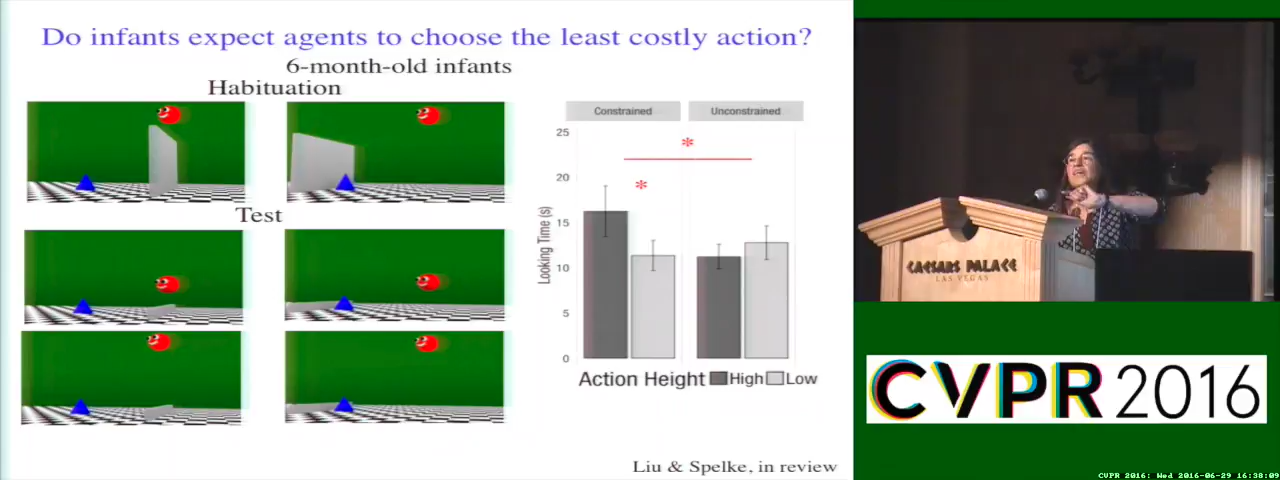 Do infants expect agents to choose the least costly action?
6-month-old infants
Habituation
Test
Constrained
Unconstrained
25
20
15
10
5
0
Looking Time (s)
*
*
Action Height High Low
Liu & Spelke, in review
CAESARS PALACE
LAS VEGAS
CVPR 2016
CVPR 2016: Wed 2016-06-29 16:38:09